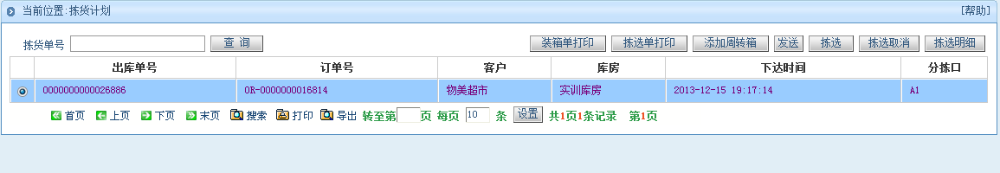 当前位置:拣货计划 [帮助]
拣货单号 查 询 装箱单打印 拣选单打印 添加周转箱 发送 拣选 拣选取消 拣选明细
出库单号 订单号 客户 库房 下达时间 分拣口
0000000000026886 OR-0000000016814 物美超市 实训库房 2013-12-15 19:17:14 A1
首页 上页 下页 末页 搜索 打印 导出 转至第 页 每页 10 条 设置 共1页1条记录 第1页